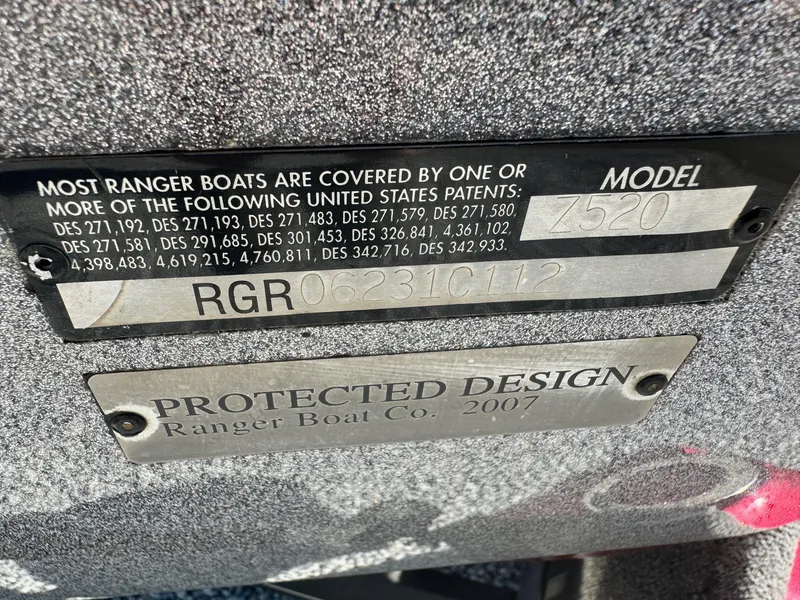 MOST RANGER BOATS ARE COVERED BY ONE OR
MORE OF THE FOLLOWING UNITED STATES PATENTS:
DES 271,192, DES 271,193, DES 271,483, DES 271,579, DES 271,580,
DES 271,581, DES 291,685, DES 301,453, DES 326,841, 4,361,102,
4,398,483, 4,619,215, 4,760,811, DES 342,716, DES 342,933.
MODEL
Z520
RGR06231C112
PROTECTED DESIGN
Ranger Boat Co. 2007